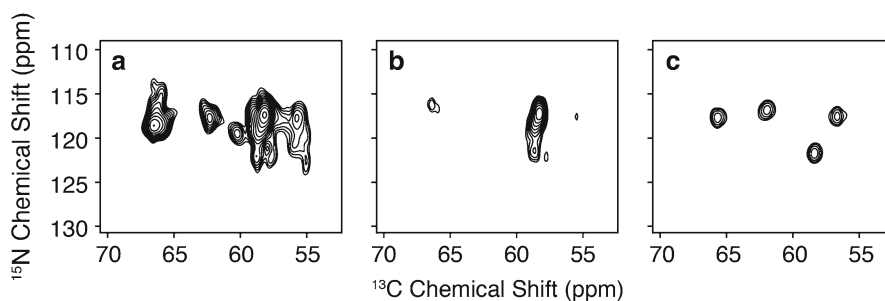 a
b
c
110
115
120
125
130
¹⁵N Chemical Shift (ppm)
70 65 60 55 70 65 60 55 70 65 60 55
¹³C Chemical Shift (ppm)